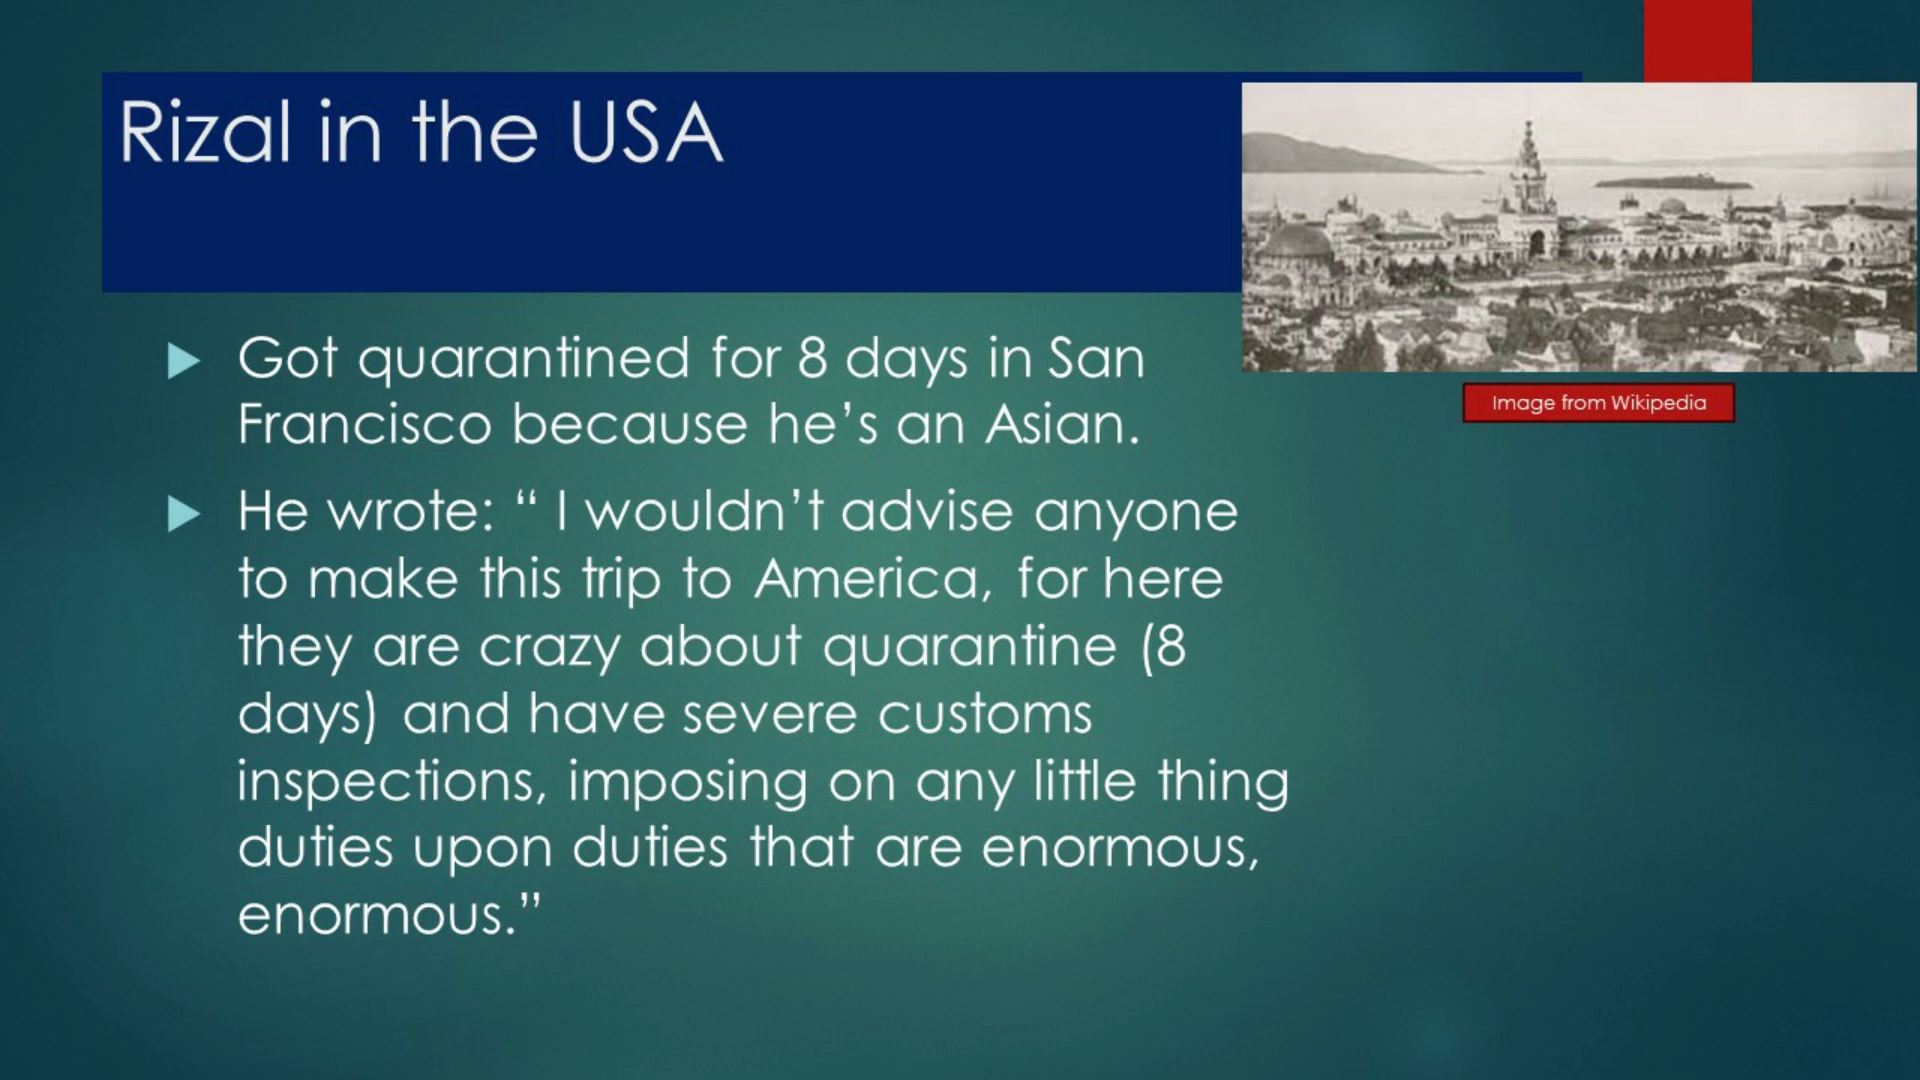 Rizal in the USA
Got quarantined for 8 days in San
Francisco because he’s an Asian.
He wrote: “ I wouldn’t advise anyone
to make this trip to America, for here
they are crazy about quarantine (8
days) and have severe customs
inspections, imposing on any little thing
duties upon duties that are enormous,
enormous.”
Image from Wikipedia